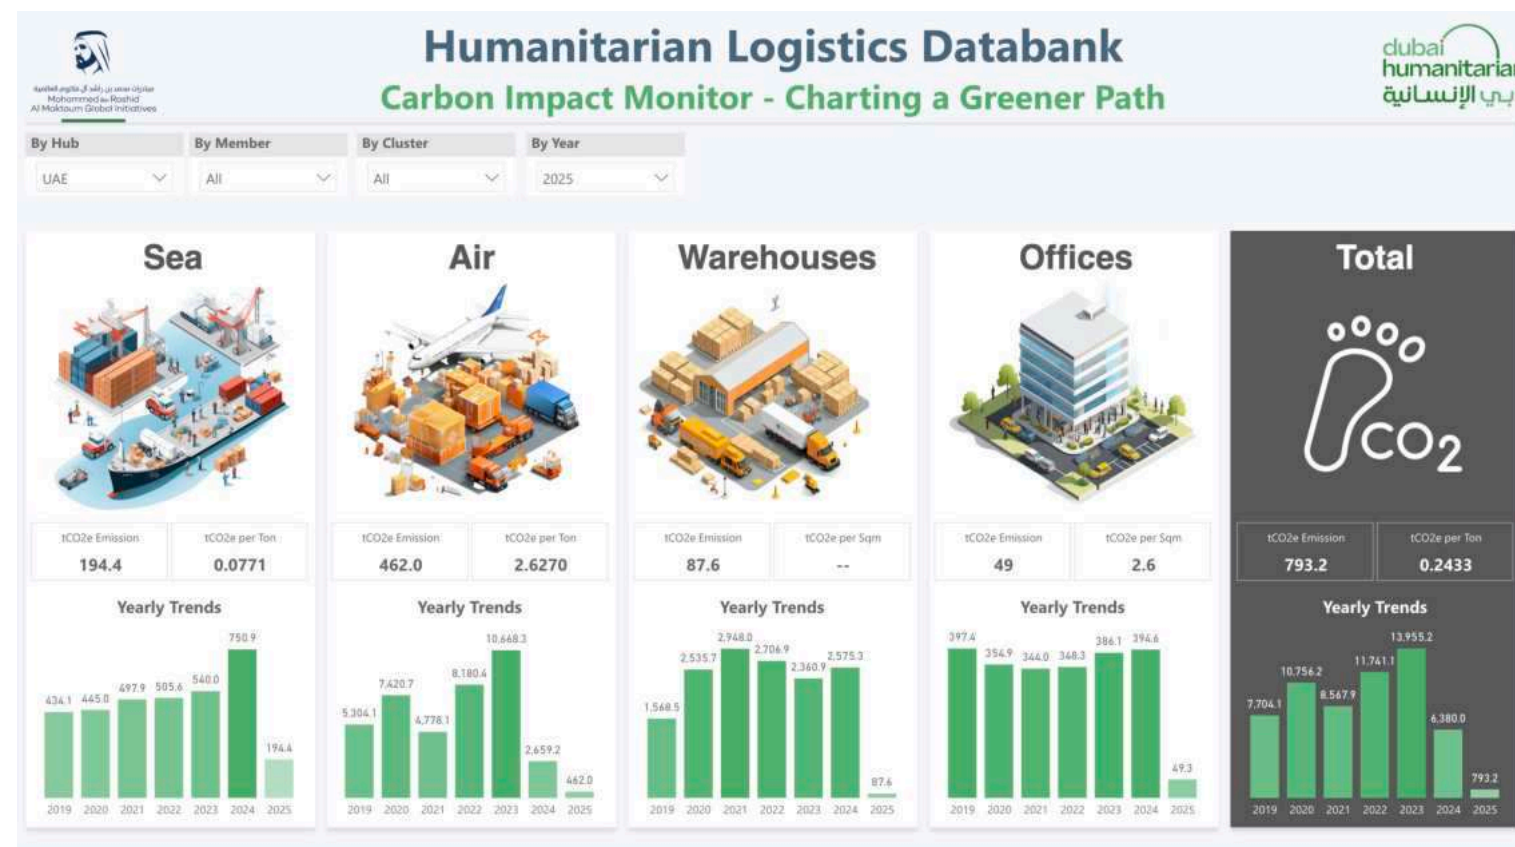 Humanitarian Logistics Databank
Carbon Impact Monitor - Charting a Greener Path
Mohammed Bin Rashid
Al Maktoum Global Initiatives
dubai
humanitarian
بي الإنسانية
By Hub
By Member
By Cluster
By Year
UAE
All
All
2025
Sea
Air
Warehouses
Offices
Total
CO2
tCO2e Emission
tCO2e per Ton
tCO2e Emission
tCO2e per Ton
tCO2e Emission
tCO2e per Sqm
tCO2e Emission
tCO2e per Sqm
tCO2e Emission
tCO2e per Ton
194.4
0.0771
462.0
2.6270
87.6
--
49
2.6
793.2
0.2433
Yearly Trends
434.1 445.0 497.9 505.6 540.0 750.9 194.4
2019 2020 2021 2022 2023 2024 2025
Yearly Trends
5,304.1 7,420.7 4,778.1 8,180.4 10,668.3 2,659.2 462.0
2019 2020 2021 2022 2023 2024 2025
Yearly Trends
1,568.5 2,535.7 2,948.0 2,706.9 2,360.9 2,575.3 87.6
2019 2020 2021 2022 2023 2024 2025
Yearly Trends
397.4 354.9 344.0 348.3 386.1 394.6 49.3
2019 2020 2021 2022 2023 2024 2025
Yearly Trends
7,704.1 10,756.2 8,567.9 11,741.1 13,955.2 6,380.0 793.2
2019 2020 2021 2022 2023 2024 2025